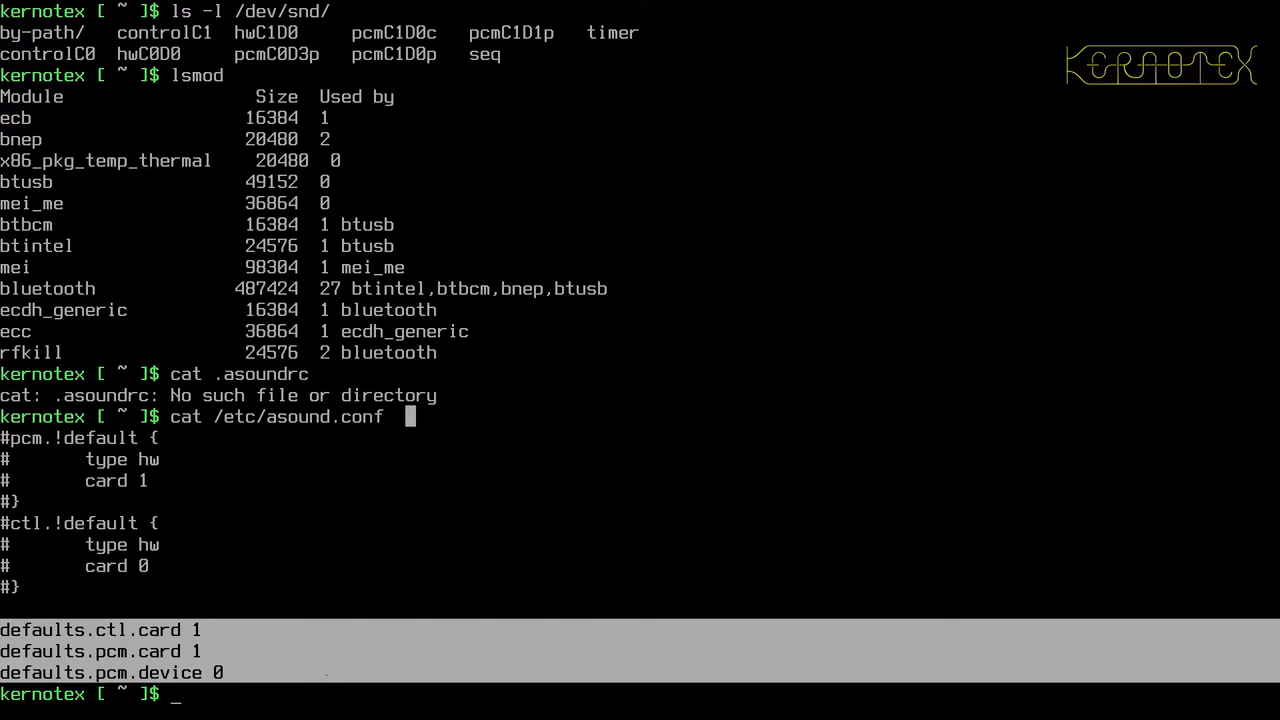 kernotex [ ~ ]$ ls -l /dev/snd/
by-path/   controlC1  hwC1D0     pcmC1D0c   pcmC1D1p   timer
controlC0  hwC0D0     pcmC0D3p   pcmC1D0p   seq
KERNOTEX
kernotex [ ~ ]$ lsmod
Module                  Size  Used by
ecb                    16384  1
bnep                   20480  2
x86_pkg_temp_thermal    20480  0
btusb                  49152  0
mei_me                 36864  0
btbcm                  16384  1 btusb
btintel                24576  1 btusb
mei                    98304  1 mei_me
bluetooth             487424  27 btintel,btbcm,bnep,btusb
ecdh_generic           16384  1 bluetooth
ecc                    36864  1 ecdh_generic
rfkill                 24576  2 bluetooth
kernotex [ ~ ]$ cat .asoundrc
cat: .asoundrc: No such file or directory
kernotex [ ~ ]$ cat /etc/asound.conf
#pcm.!default {
#       type hw
#       card 1
#}
#ctl.!default {
#       type hw
#       card 0
#}
defaults.ctl.card 1
defaults.pcm.card 1
defaults.pcm.device 0
kernotex [ ~ ]$ _